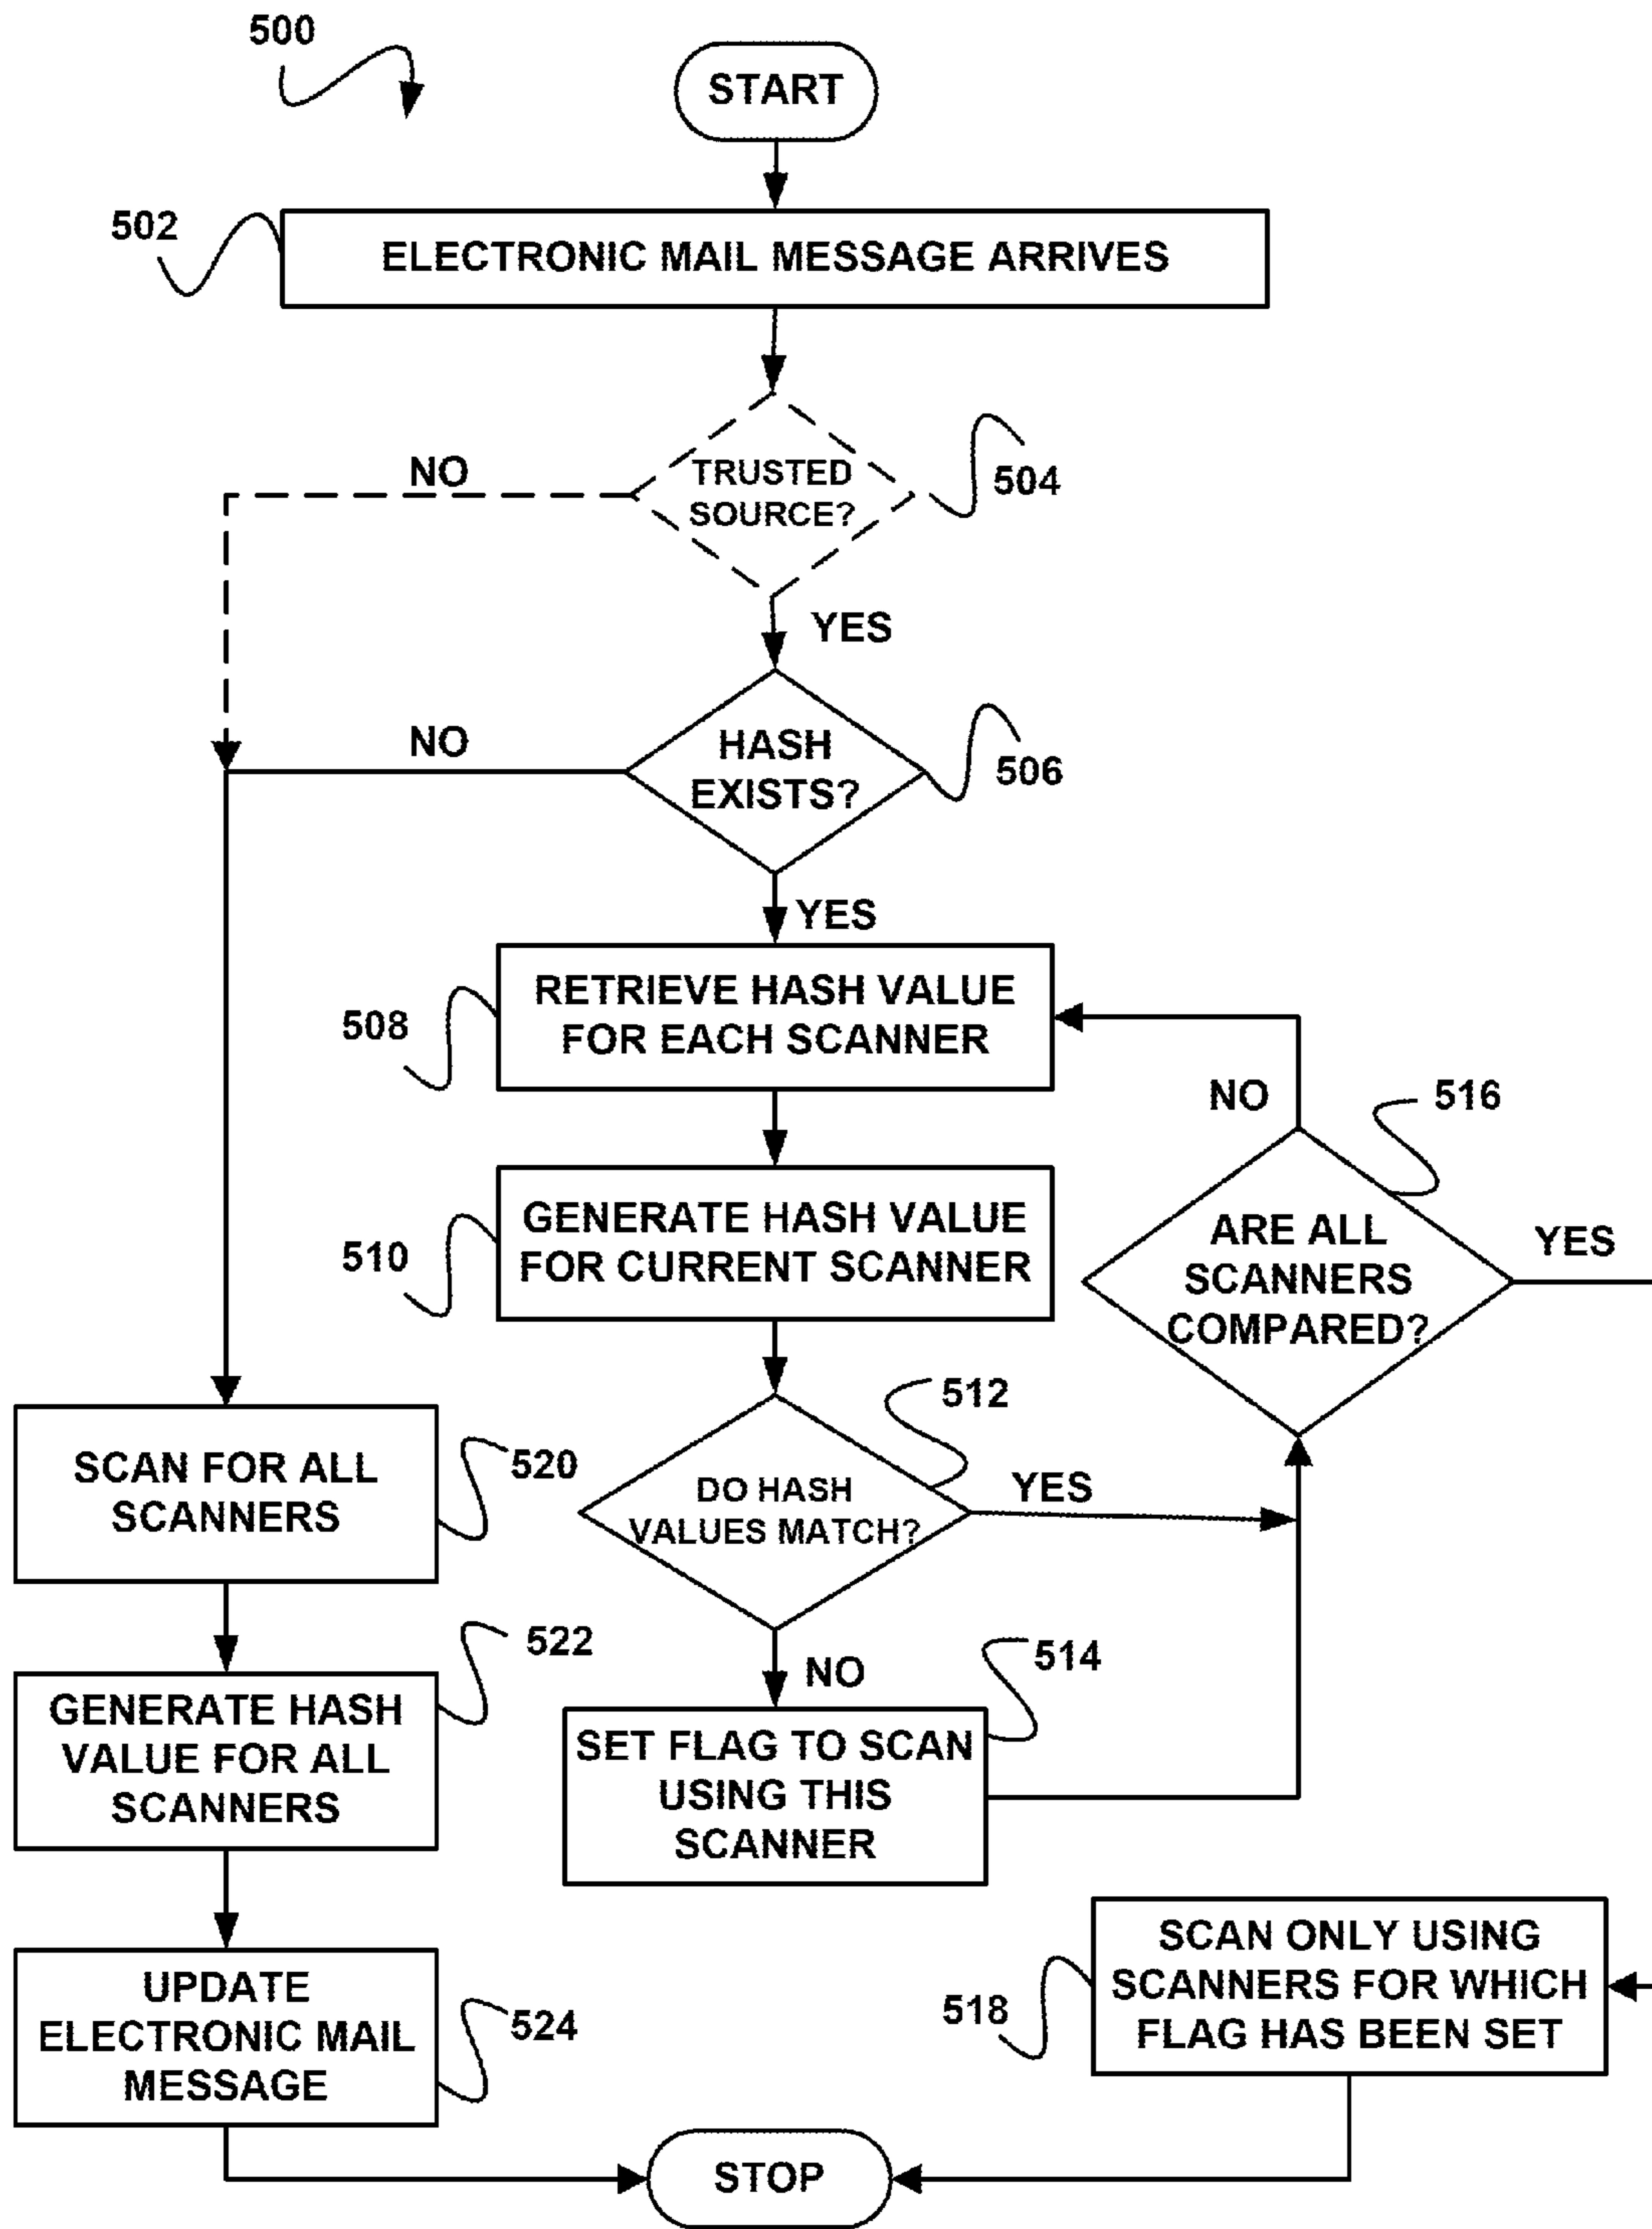 500
START
502
ELECTRONIC MAIL MESSAGE ARRIVES
NO
TRUSTED
SOURCE?
504
YES
NO
HASH
EXISTS?
506
YES
508
RETRIEVE HASH VALUE
FOR EACH SCANNER
NO
516
510
GENERATE HASH VALUE
FOR CURRENT SCANNER
ARE ALL
SCANNERS
COMPARED?
YES
512
SCAN FOR ALL
SCANNERS
520
DO HASH
VALUES MATCH?
YES
522
GENERATE HASH
VALUE FOR ALL
SCANNERS
NO
514
SET FLAG TO SCAN
USING THIS
SCANNER
UPDATE
ELECTRONIC MAIL
MESSAGE
524
518
SCAN ONLY USING
SCANNERS FOR WHICH
FLAG HAS BEEN SET
STOP